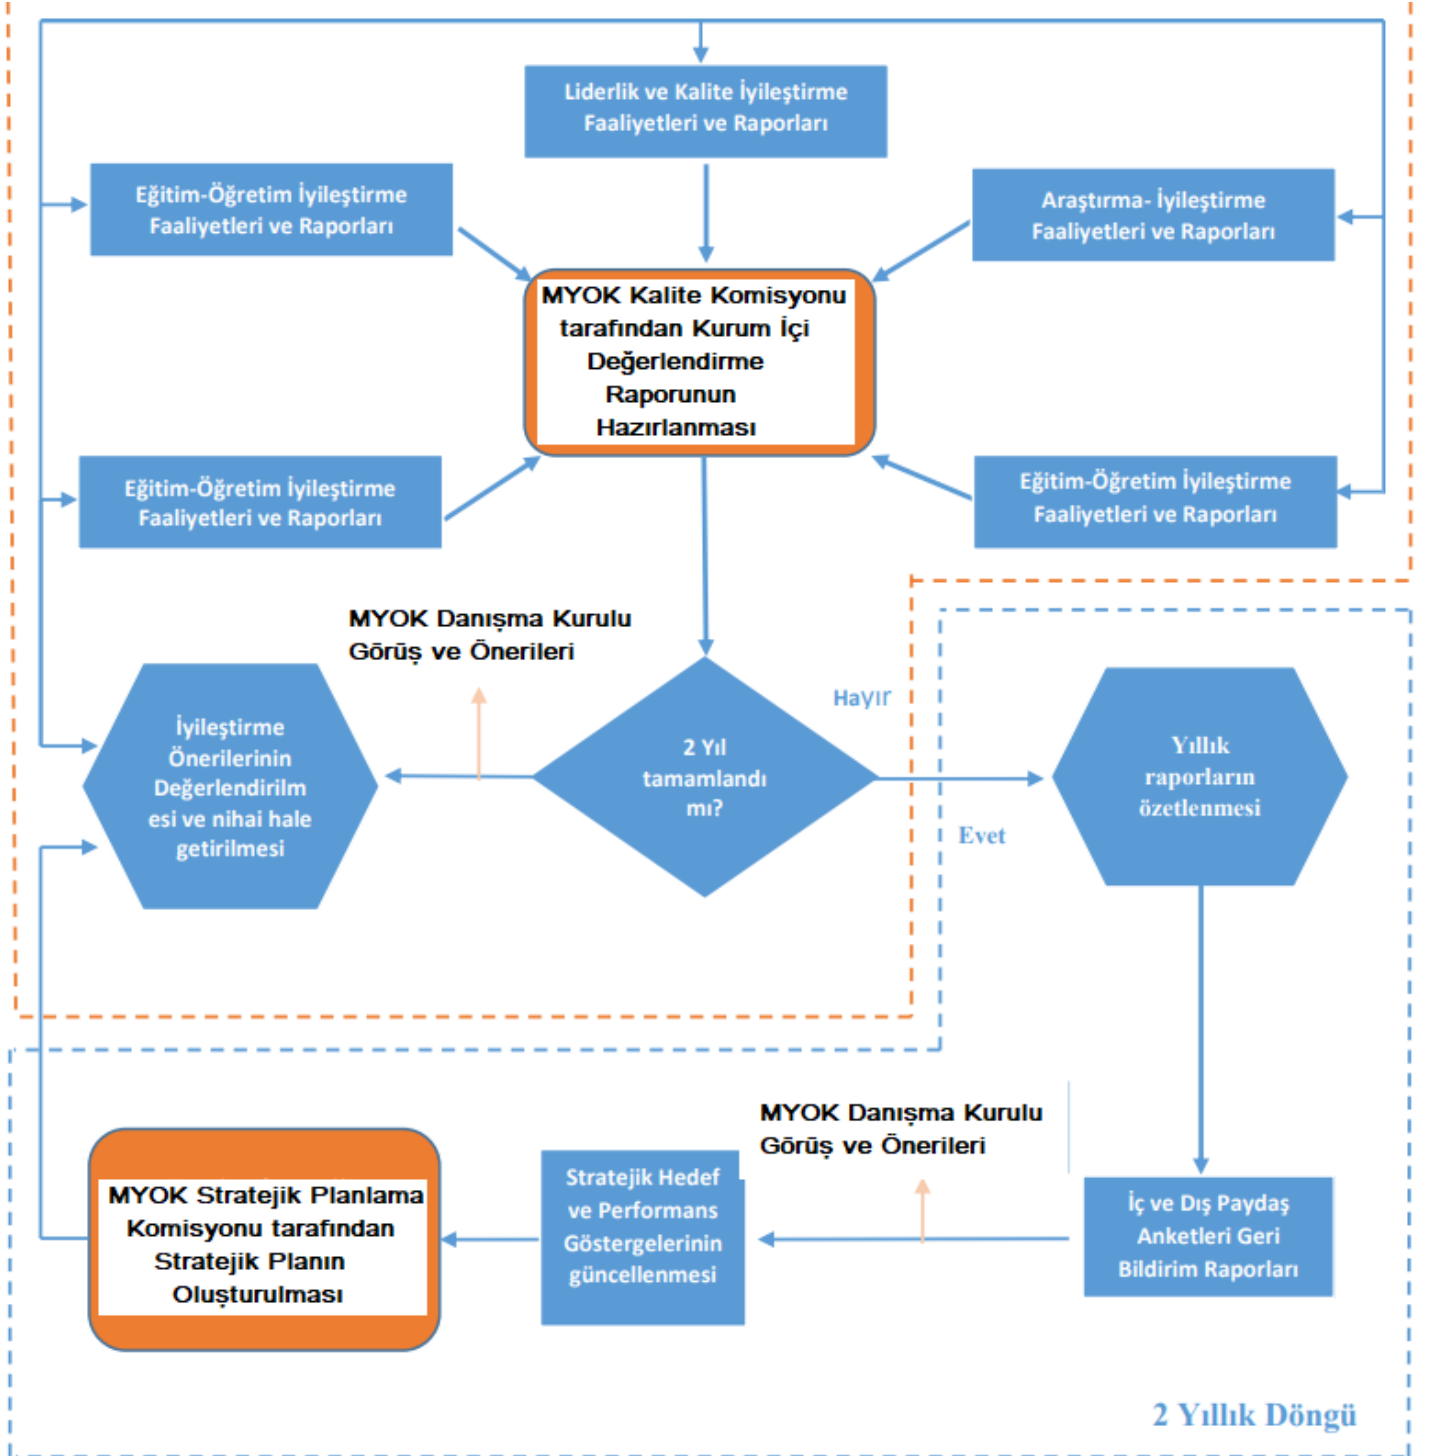 Liderlik ve Kalite İyileştirme
Faaliyetleri ve Raporları
Eğitim-Öğretim İyileştirme
Faaliyetleri ve Raporları
Araştırma- İyileştirme
Faaliyetleri ve Raporları
MYOK Kalite Komisyonu
tarafından Kurum İçi
Değerlendirme
Raporunun
Hazırlanması
Eğitim-Öğretim İyileştirme
Faaliyetleri ve Raporları
Eğitim-Öğretim İyileştirme
Faaliyetleri ve Raporları
MYOK Danışma Kurulu
Görüş ve Önerileri
İyileştirme
Önerilerinin
Değerlendirilm
esi ve nihai hale
getirilmesi
2 Yıl
tamamlandı
mı?
Hayır
Evet
Yıllık
raporların
özetlenmesi
MYOK Danışma Kurulu
Görüş ve Önerileri
İç ve Dış Paydaş
Anketleri Geri
Bildirim Raporları
Stratejik Hedef
ve Performans
Göstergelerinin
güncellenmesi
MYOK Stratejik Planlama
Komisyonu tarafından
Stratejik Planın
Oluşturulması
2 Yıllık Döngü